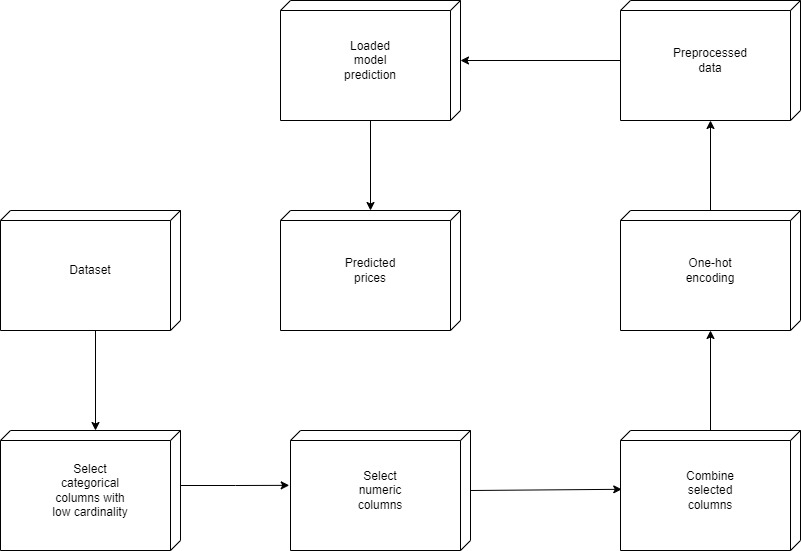 Loaded
model
prediction
Preprocessed
data
Dataset
Predicted
prices
One-hot
encoding
Select
categorical
columns with
low cardinality
Select
numeric
columns
Combine
selected
columns